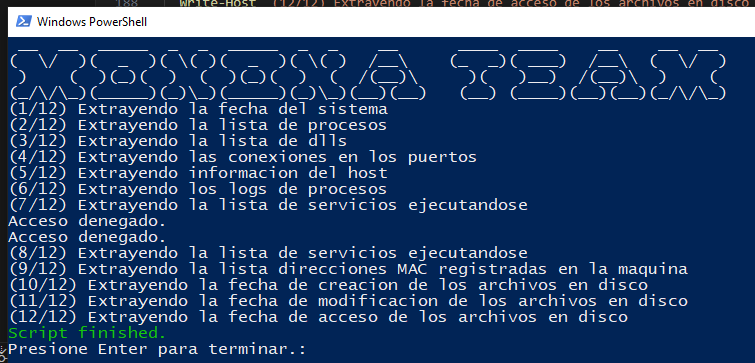 188 Write-Host "(12/12) Extrayendo la fecha de acceso de los archivos en disco
Windows PowerShell
MONONA TEAM
(1/12) Extrayendo la fecha del sistema
(2/12) Extrayendo la lista de procesos
(3/12) Extrayendo la lista de dlls
(4/12) Extrayendo las conexiones en los puertos
(5/12) Extrayendo informacion del host
(6/12) Extrayendo los logs de procesos
(7/12) Extrayendo la lista de servicios ejecutandose
Acceso denegado.
Acceso denegado.
(8/12) Extrayendo la lista de servicios ejecutandose
(9/12) Extrayendo la lista direcciones MAC registradas en la maquina
(10/12) Extrayendo la fecha de creacion de los archivos en disco
(11/12) Extrayendo la fecha de modificacion de los archivos en disco
(12/12) Extrayendo la fecha de acceso de los archivos en disco
Script finished.
Presione Enter para terminar.: